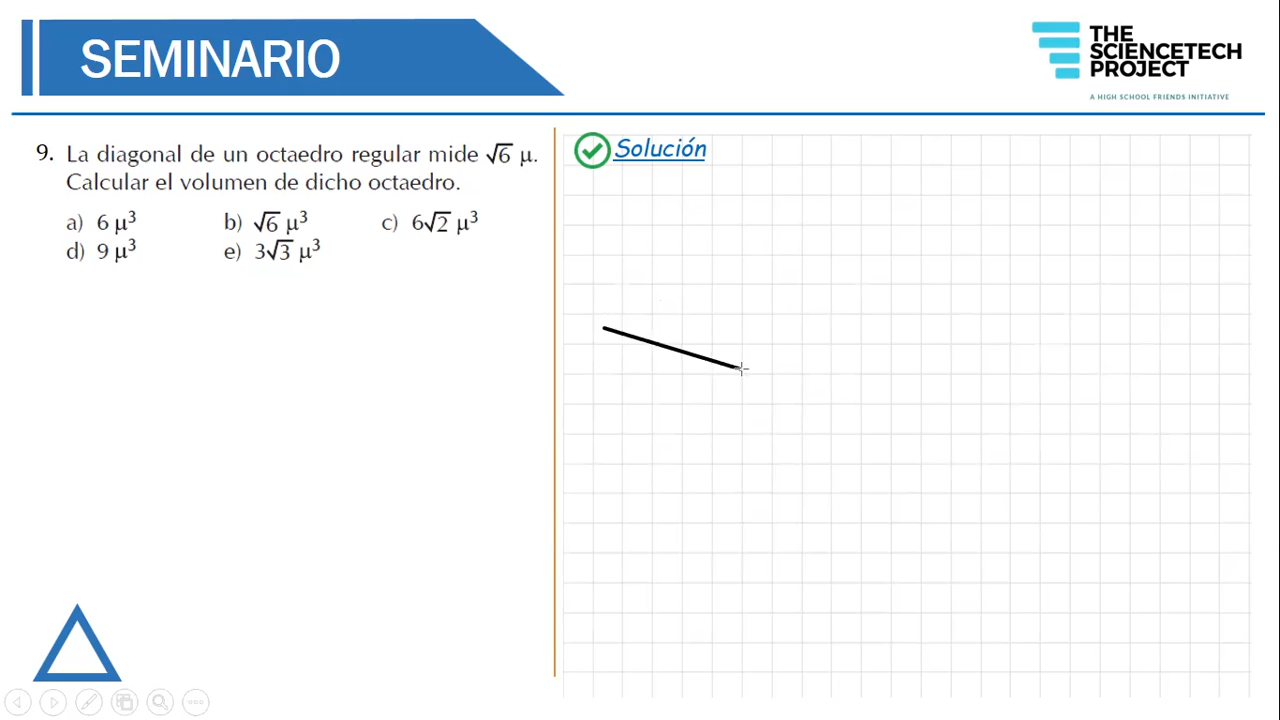 SEMINARIO
THE
SCIENCETECH
PROJECT
A HIGH SCHOOL FRIENDS INITIATIVE
9. La diagonal de un octaedro regular mide √6 μ.
Calcular el volumen de dicho octaedro.
a) 6 μ³ b) √6 μ³ c) 6√2 μ³
d) 9 μ³ e) 3√3 μ³
Solución